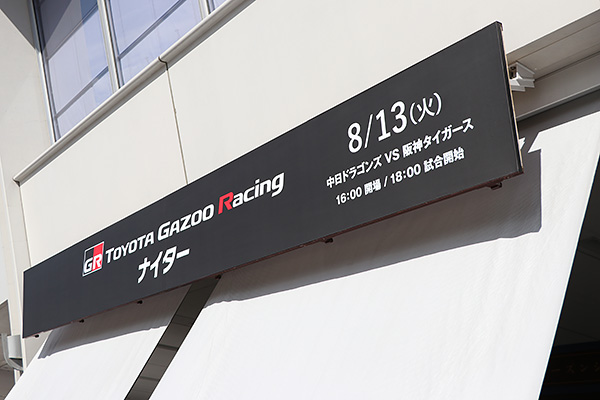 GR TOYOTA GAZOO Racing
ナイター
8/13(火)
中日ドラゴンズ VS 阪神タイガース
16:00 開場 / 18:00 試合開始